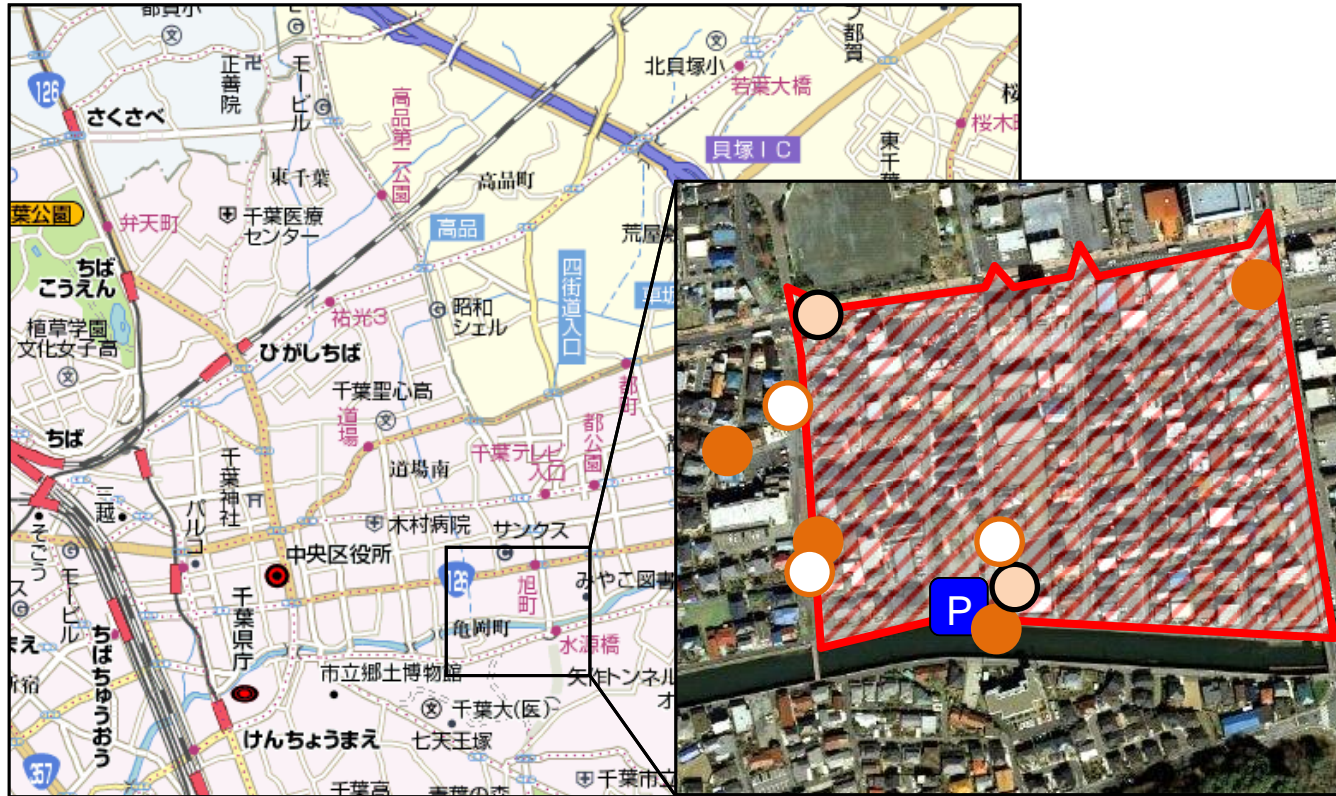 126
さくさべ
正善院
モービル
高品第二公園
北貝塚小
若葉大橋
都賀
桜木町
貝塚IC
東千葉
高品町
葉公園
弁天町
千葉医療
センター
高品
四街道入口
ちば
こうえん
祐光3
昭和
シェル
植草学園
文化女子高
ひがしちば
千葉聖心高
都町
ちば
道場
都公園
千葉テレビ
入口
道場南
千葉神社
三越
パルコ
そごう
木村病院
サンクス
中央区役所
モービル
126
旭町
みやこ図書
千葉県庁
亀岡町
水源橋
ちばちゅうおう
市立郷土博物館
矢作トンネル
オ
新宿
千葉大(医)
けんちょうまえ
七天王塚
357
千葉高
青葉の森
千葉市立
P